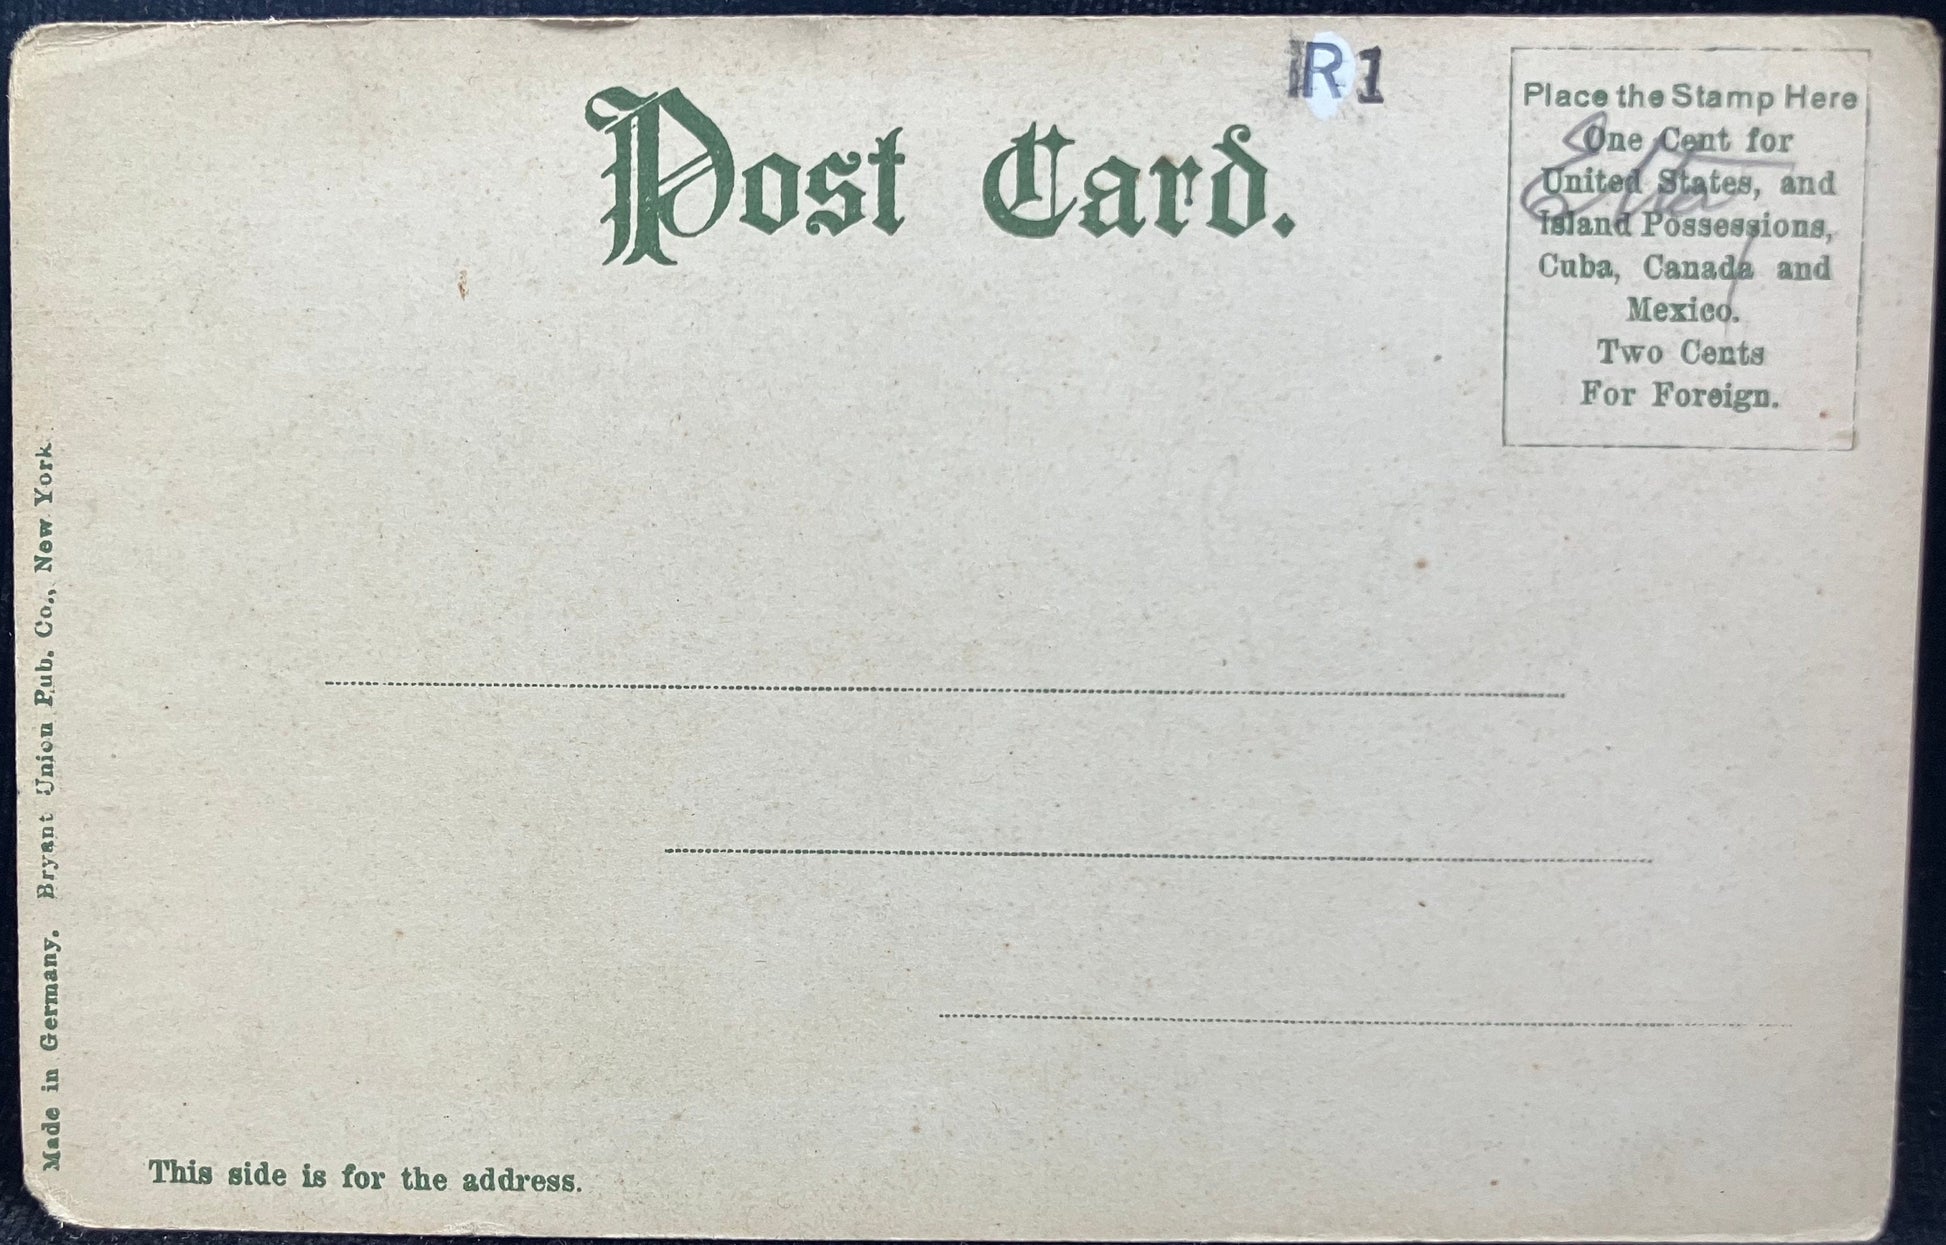 R1
Post Card.
Place the Stamp Here
One Cent for
United States, and
Island Possessions,
Cuba, Canada and
Mexico.
Two Cents
For Foreign.
Made in Germany. Bryant Union Pub. Co., New York
This side is for the address.